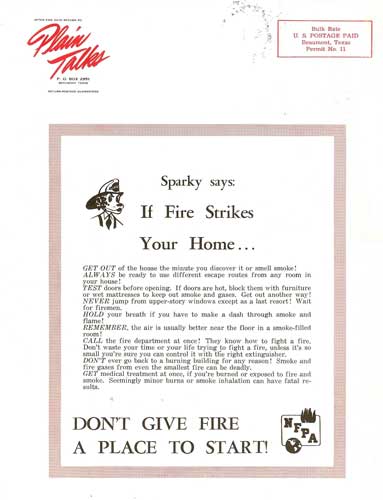 AFTER FIVE DAYS RETURN TO
Plain
Talks
P. O. BOX 2951
BEAUMONT, TEXAS
RETURN POSTAGE GUARANTEED
Bulk Rate
U. S. POSTAGE PAID
Beaumont, Texas
Permit No. 11
Sparky says:
If Fire Strikes
Your Home...
GET OUT of the house the minute you discover it or smell smoke!
ALWAYS be ready to use different escape routes from any room in
your house!
TEST doors before opening. If doors are hot, block them with furniture
or wet mattresses to keep out smoke and gases. Get out another way!
NEVER jump from upper-story windows except as a last resort! Wait
for firemen.
HOLD your breath if you have to make a dash through smoke and
flame!
REMEMBER, the air is usually better near the floor in a smoke-filled
room!
CALL the fire department at once! They know how to fight a fire.
Don't waste your time or your life trying to fight a fire, unless it's so
small you're sure you can control it with the right extinguisher.
DON'T ever go back to a burning building for any reason! Smoke and
fire gases from even the smallest fire can be deadly.
GET medical treatment at once, if you're burned or exposed to fire and
smoke. Seemingly minor burns or smoke inhalation can have fatal re-
sults.
DON'T GIVE FIRE
A PLACE TO START!
NFPA